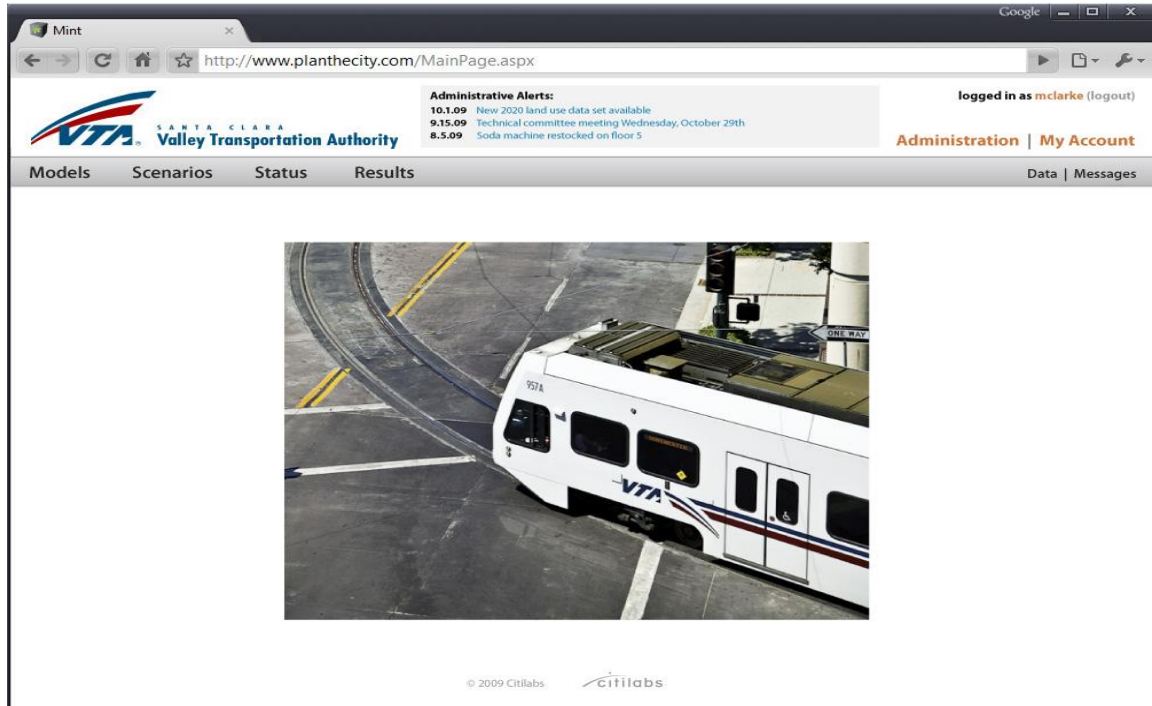 Google
Mint
http://www.planthecity.com/MainPage.aspx
VTA
SANTA CLARA
Valley Transportation Authority
Administrative Alerts:
10.1.09 New 2020 land use data set available
9.15.09 Technical committee meeting Wednesday, October 29th
8.5.09 Soda machine restocked on floor 5
logged in as mclarke (logout)
Administration | My Account
Models Scenarios Status Results
Data | Messages
ONE WAY
957A
VTA
© 2009 Citilabs
citilabs